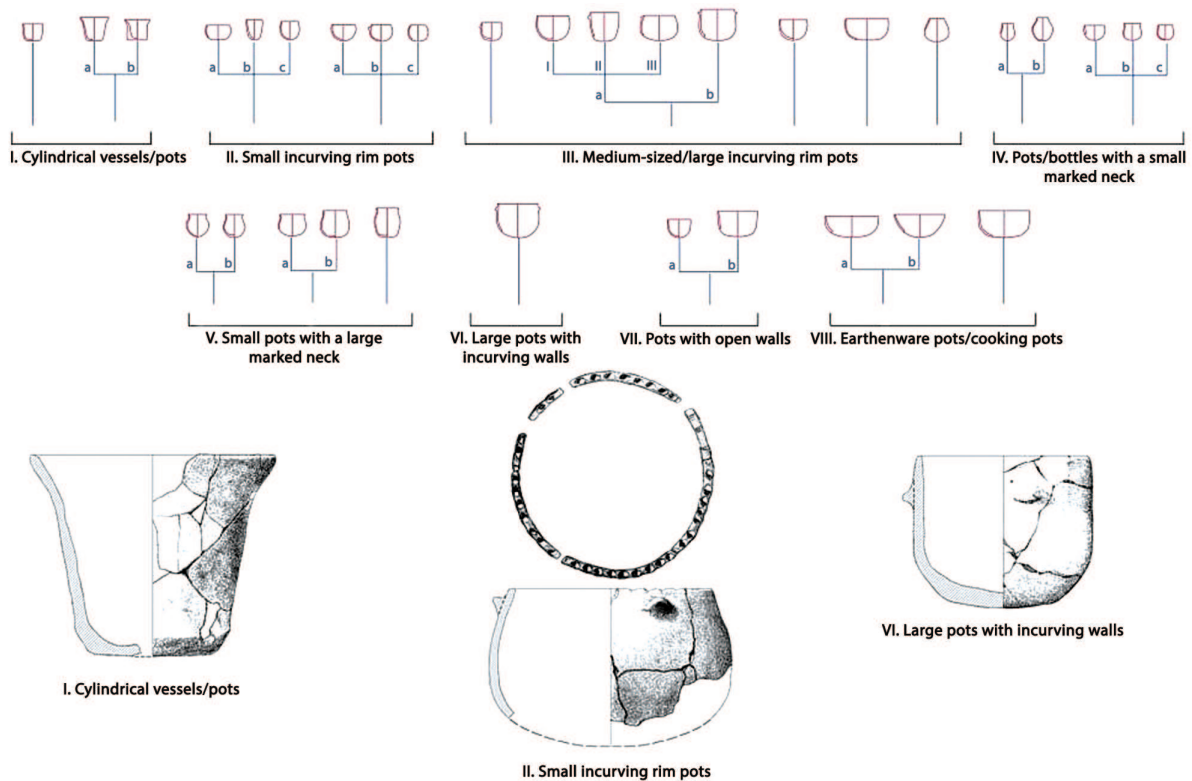 I II III
a b a b c a b c a b a b a b c
I. Cylindrical vessels/pots
II. Small incurving rim pots
III. Medium-sized/large incurving rim pots
IV. Pots/bottles with a small
marked neck
a b a b a b a b
V. Small pots with a large
marked neck
VI. Large pots with
incurving walls
VII. Pots with open walls
VIII. Earthenware pots/cooking pots
I. Cylindrical vessels/pots
II. Small incurving rim pots
VI. Large pots with incurving walls